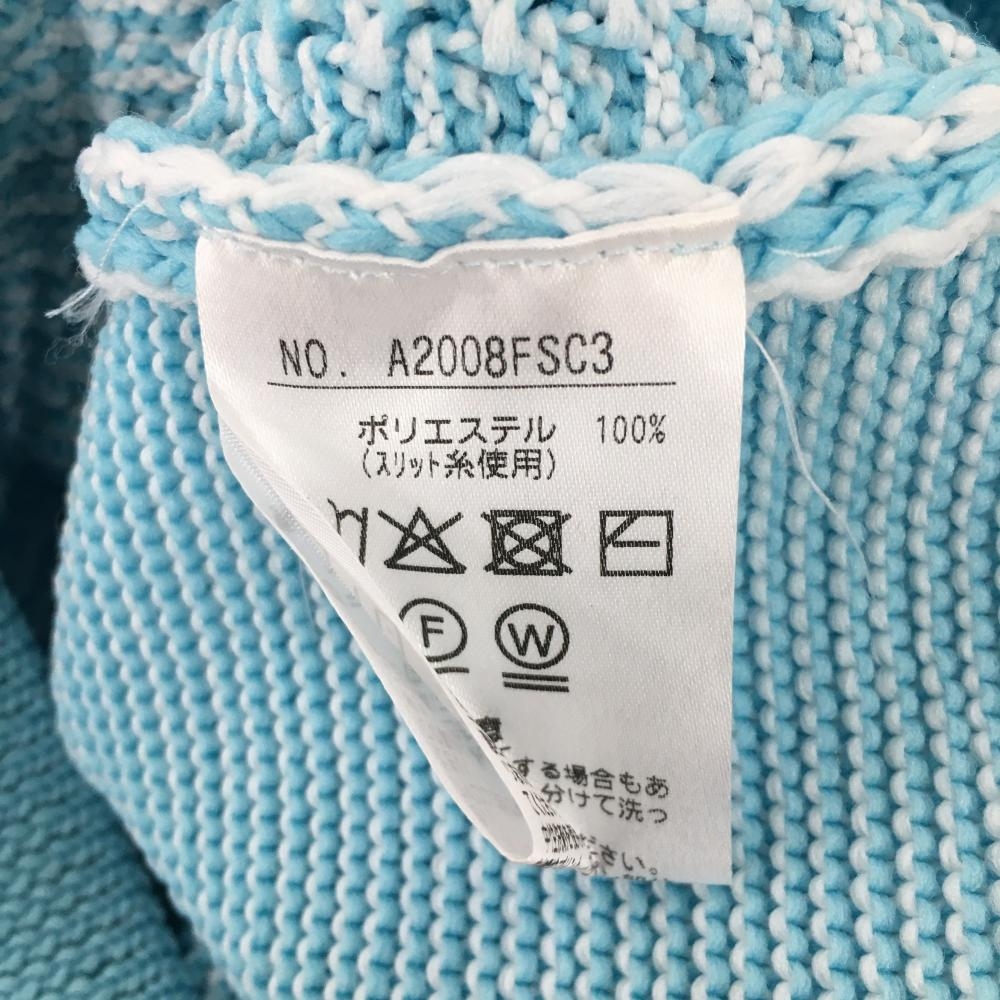 NO. A2008FSC3
ポリエステル 100%
(スリット糸使用)
F W
する場合もあ
分けて洗っ
さい。